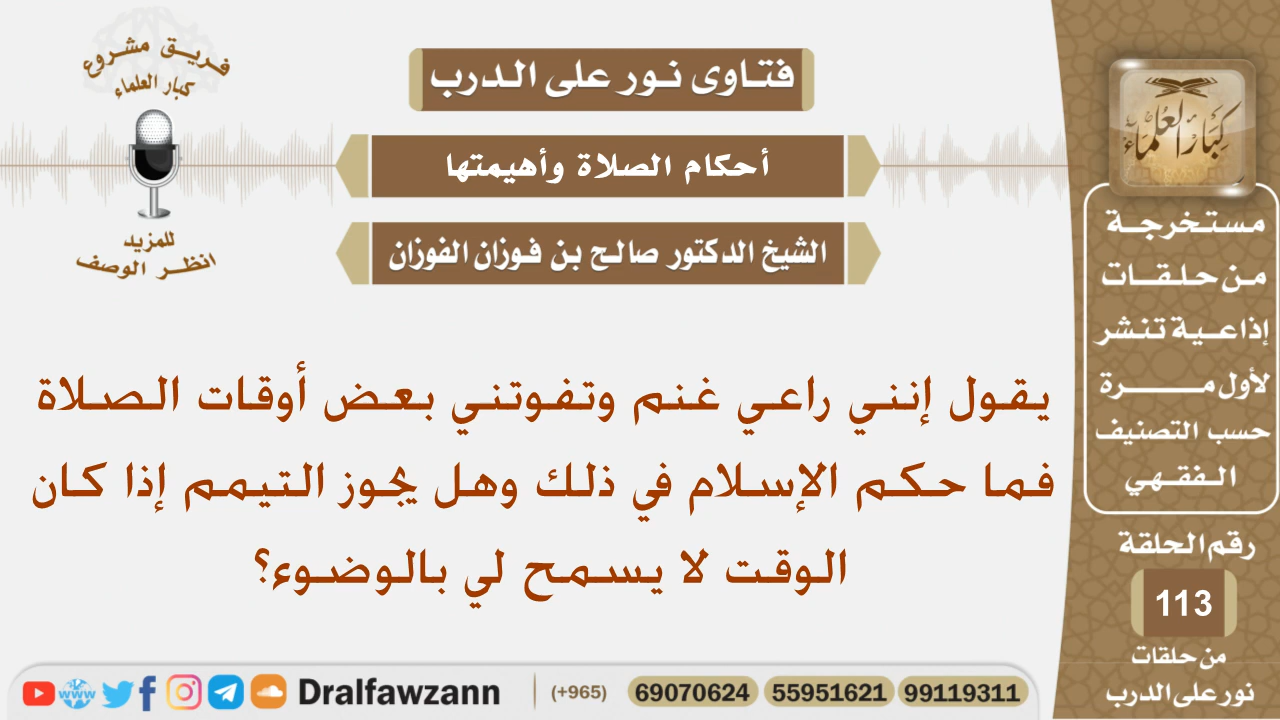 فريق مشروع
كبار العلماء
للمزيد
انظر الوصف
فتاوى نور على الدرب
أحكام الصلاة وأهيمتها
الشيخ الدكتور صالح بن فوزان الفوزان
يقول إنني راعي غنم وتفوتني بعض أوقات الصلاة
فما حكم الإسلام في ذلك وهل يجوز التيمم إذا كان
الوقت لا يسمح لي بالوضوء؟
كبار العلماء
مستخرجة
من حلقات
إذاعية تنشر
لأول مرة
حسب التصنيف
الفقهي
رقم الحلقة
113
من حلقات
نور على الدرب
www
Dralfawzann
(+965)
69070624
55951621
99119311